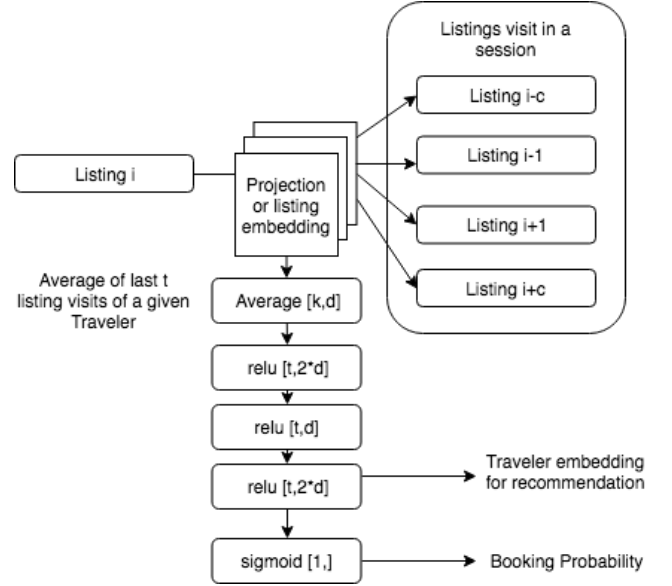 Listings visit in a
session
Listing i-c
Listing i-1
Listing i+1
Listing i+c
Listing i
Projection
or listing
embedding
Average of last t
listing visits of a given
Traveler
Average [k,d]
relu [t,2*d]
relu [t,d]
relu [t,2*d]
Traveler embedding
for recommendation
sigmoid [1,]
Booking Probability